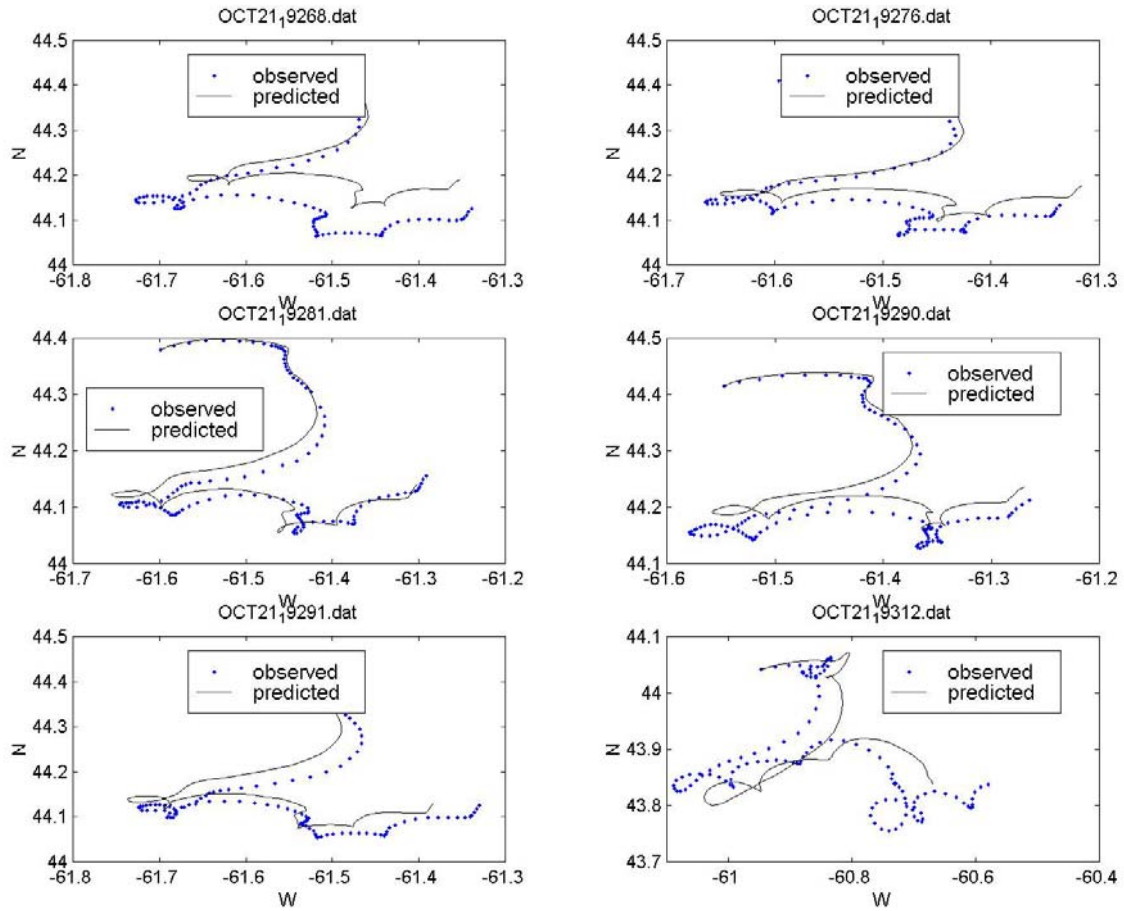 OCT21₁9268.dat
44.5
44.4
44.3
44.2
44.1
44
N
observed
predicted
-61.8 -61.7 -61.6 -61.5 -61.4 -61.3
W
OCT21₁9276.dat
44.5
44.4
44.3
44.2
44.1
44
N
observed
predicted
-61.7 -61.6 -61.5 -61.4 -61.3
W
OCT21₁9281.dat
44.4
44.3
44.2
44.1
44
N
observed
predicted
-61.7 -61.6 -61.5 -61.4 -61.3 -61.2
W
OCT21₁9290.dat
44.5
44.4
44.3
44.2
44.1
N
observed
predicted
-61.6 -61.5 -61.4 -61.3 -61.2
W
OCT21₁9291.dat
44.5
44.4
44.3
44.2
44.1
44
N
observed
predicted
-61.8 -61.7 -61.6 -61.5 -61.4 -61.3
W
OCT21₁9312.dat
44.1
44
43.9
43.8
43.7
N
observed
predicted
-61 -60.8 -60.6 -60.4
W